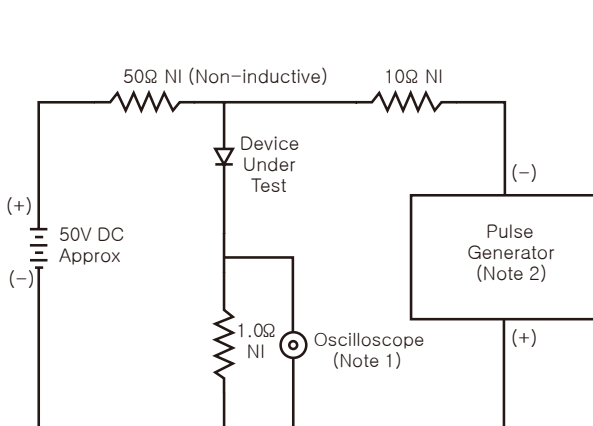 50Ω NI (Non-inductive)
10Ω NI
Device
Under
Test
(-)
(+)
50V DC
Approx
(-)
Pulse
Generator
(Note 2)
(+)
1.0Ω
NI
Oscilloscope
(Note 1)